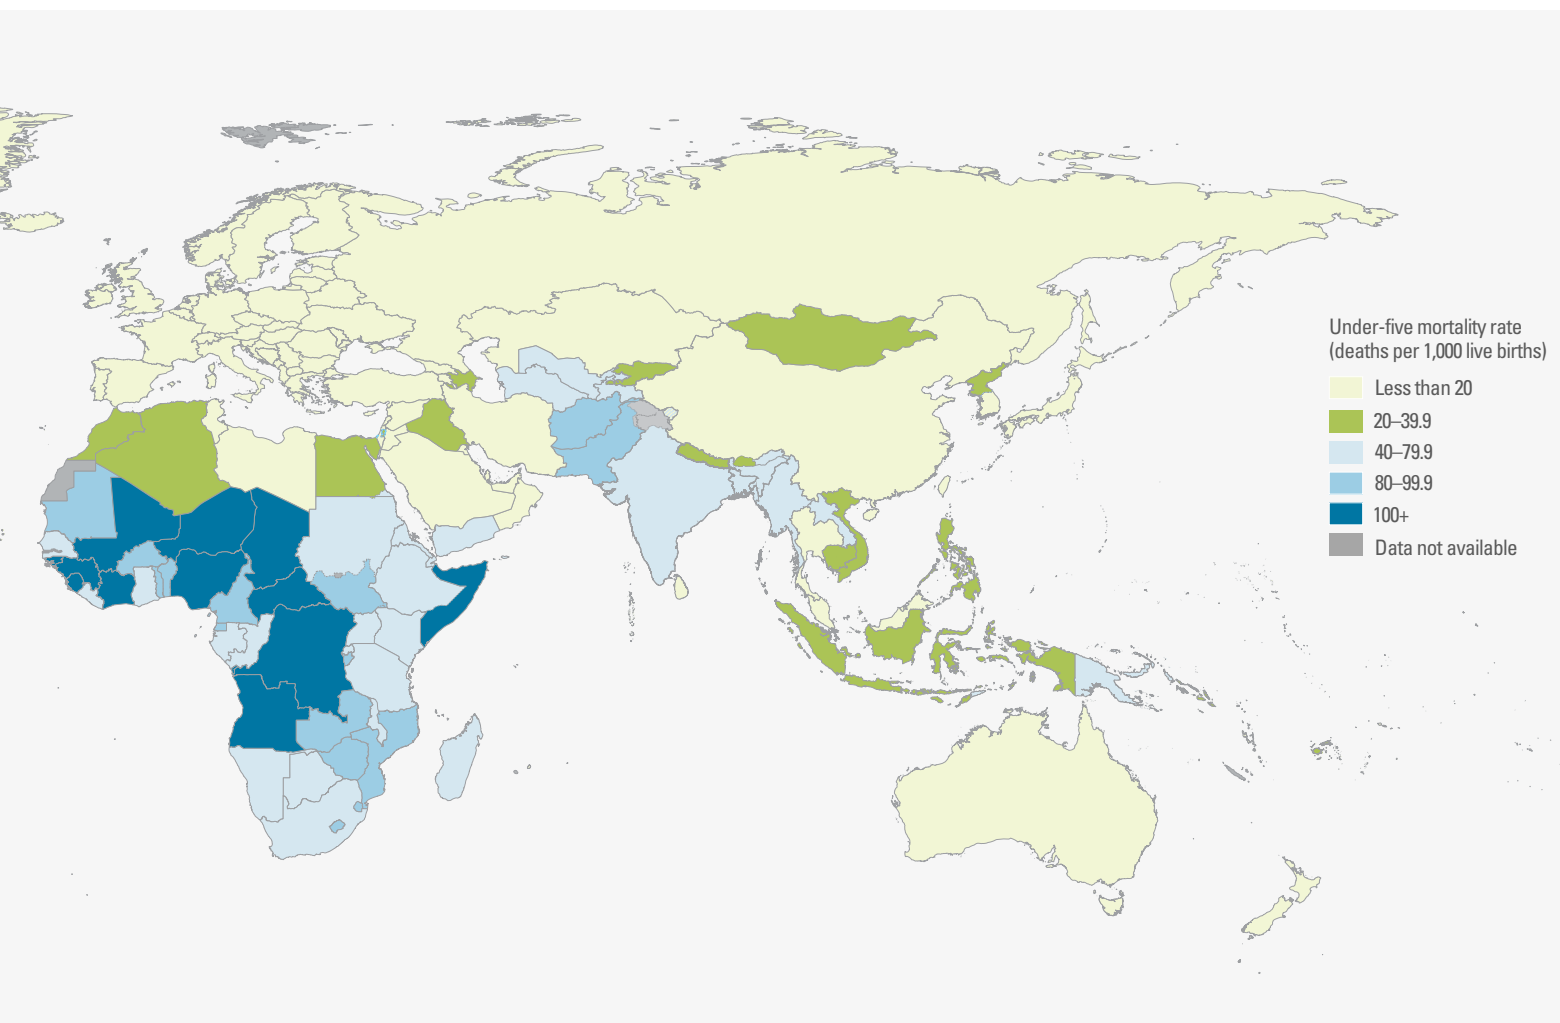 Under-five mortality rate
(deaths per 1,000 live births)
Less than 20
20–39.9
40–79.9
80–99.9
100+
Data not available